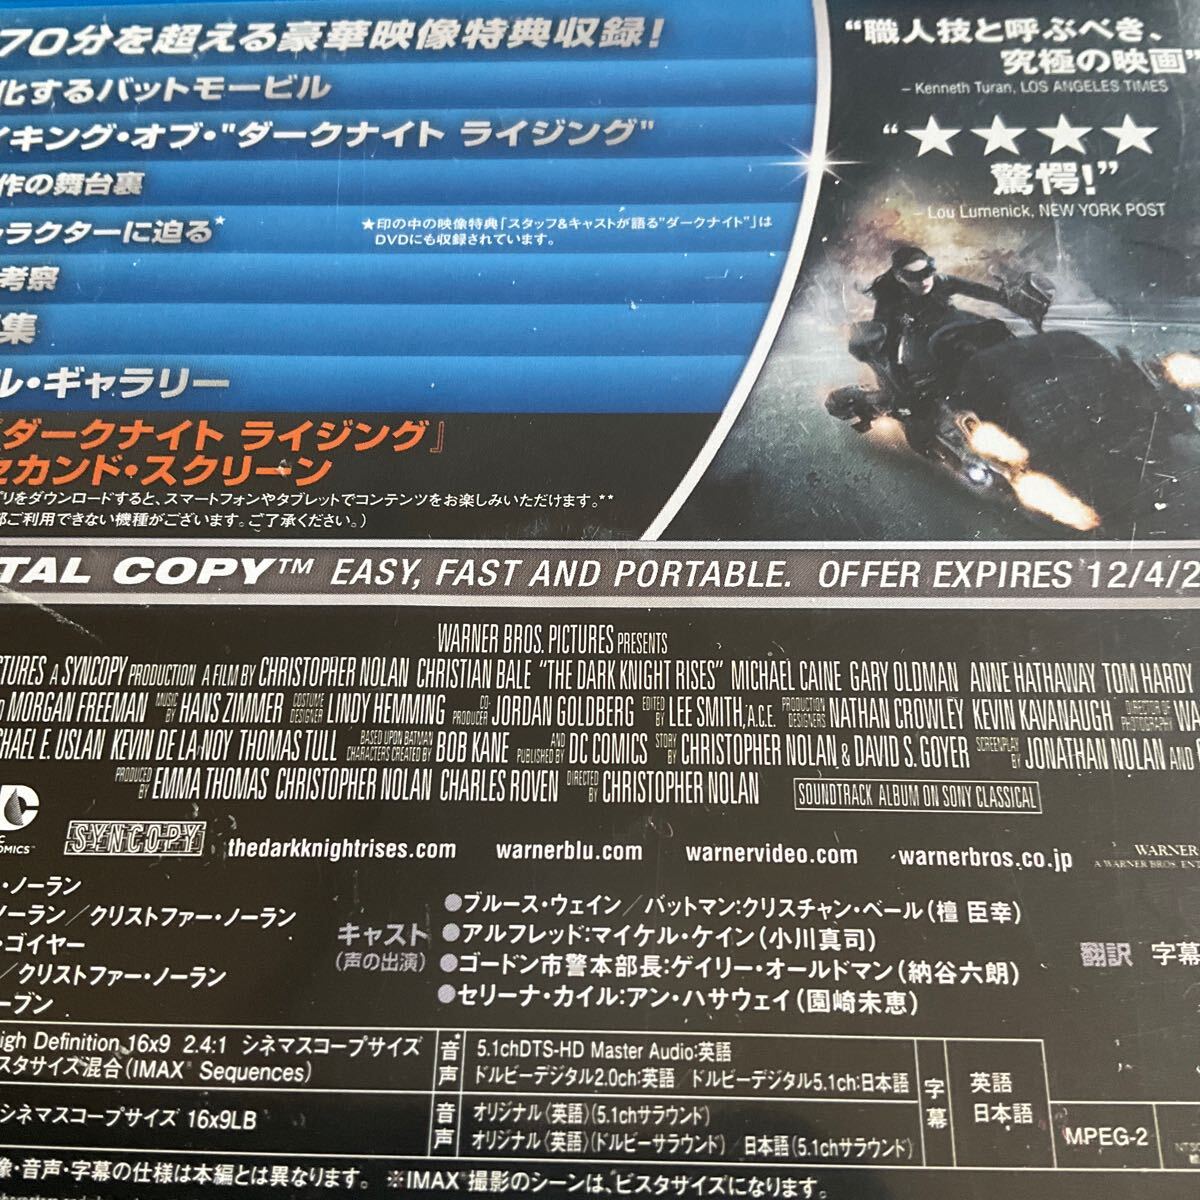 70分を超える豪華映像特典収録!
化するバットモービル
イキング・オブ・"ダークナイト ライジング"
作の舞台裏
ャラクターに迫る★
★印の中の映像特典「スタッフ&キャストが語る"ダークナイト"」は
DVDにも収録されています。
考察
集
ル・ギャラリー
『ダークナイト ライジング』
セカンド・スクリーン
プリをダウンロードすると、スマートフォンやタブレットでコンテンツをお楽しみいただけます。**
部ご利用できない機種がございます。ご了承ください。)
"職人技と呼ぶべき、
究極の映画"
– Kenneth Turan, LOS ANGELES TIMES
"★★★★
驚愕!"
– Lou Lumenick, NEW YORK POST
TAL COPY™ EASY, FAST AND PORTABLE. OFFER EXPIRES 12/4/2
WARNER BROS. PICTURES PRESENTS
CTURES A SYNCOPY PRODUCTION A FILM BY CHRISTOPHER NOLAN CHRISTIAN BALE "THE DARK KNIGHT RISES" MICHAEL CAINE GARY OLDMAN ANNE HATHAWAY TOM HARDY
MORGAN FREEMAN MUSIC BY HANS ZIMMER COSTUME DESIGNER LINDY HEMMING CO-PRODUCER JORDAN GOLDBERG EDITED BY LEE SMITH, A.C.E. PRODUCTION DESIGNERS NATHAN CROWLEY KEVIN KAVANAUGH DIRECTOR OF PHOTOGRAPHY WA
CHAEL E. USLAN KEVIN DE LA NOY THOMAS TULL BASED UPON BATMAN CHARACTERS CREATED BY BOB KANE AND PUBLISHED BY DC COMICS STORY BY CHRISTOPHER NOLAN & DAVID S. GOYER SCREENPLAY BY JONATHAN NOLAN AND
PRODUCED BY EMMA THOMAS CHRISTOPHER NOLAN CHARLES ROVEN DIRECTED BY CHRISTOPHER NOLAN SOUNDTRACK ALBUM ON SONY CLASSICAL
SYNCOPY thedarkknightrises.com warnerblu.com warnervideo.com warnerbros.co.jp WARNER
A WARNER BROS. ENT
・ノーラン
ノーラン/クリストファー・ノーラン
・ゴイヤー
/クリストファー・ノーラン
ーブン
キャスト
(声の出演)
●ブルース・ウェイン/バットマン:クリスチャン・ベール(檀 臣幸)
●アルフレッド:マイケル・ケイン(小川真司)
●ゴードン市警本部長:ゲイリー・オールドマン(納谷六朗)
●セリーナ・カイル:アン・ハサウェイ(園崎未恵)
翻訳 字幕
igh Definition 16x9 2.4:1 シネマスコープサイズ
スタサイズ混合(IMAX® Sequences)
音声
5.1chDTS-HD Master Audio:英語
ドルビーデジタル2.0ch:英語/ドルビーデジタル5.1ch:日本語
シネマスコープサイズ 16x9LB
音声
オリジナル(英語)(5.1chサラウンド)
オリジナル(英語)(ドルビーサラウンド) 日本語(5.1chサラウンド)
字幕
英語
日本語
MPEG-2
像・音声・字幕の仕様は本編とは異なります。 ※IMAX®撮影のシーンは、ビスタサイズになります。